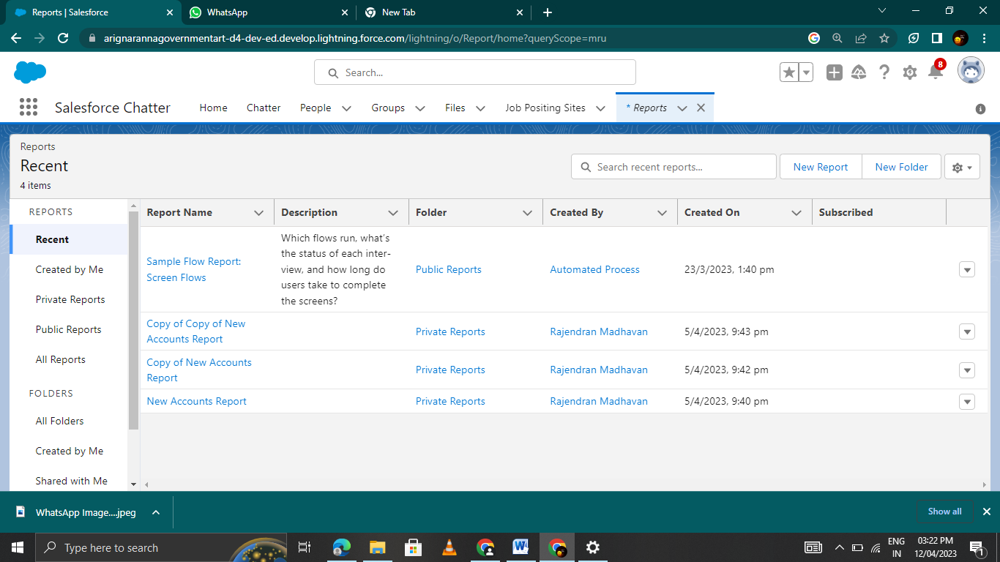 Reports | Salesforce
WhatsApp
New Tab
arignarannagovernmentart-d4-dev-ed.develop.lightning.force.com/lightning/o/Report/home?queryScope=mru
Search...
8
Salesforce Chatter
Home
Chatter
People
Groups
Files
Job Positing Sites
* Reports
Reports
Recent
4 items
Search recent reports...
New Report
New Folder
REPORTS
Recent
Created by Me
Private Reports
Public Reports
All Reports
FOLDERS
All Folders
Created by Me
Shared with Me
Report Name
Description
Folder
Created By
Created On
Subscribed
Sample Flow Report:
Screen Flows
Which flows run, what's
the status of each inter-
view, and how long do
users take to complete
the screens?
Public Reports
Automated Process
23/3/2023, 1:40 pm
Copy of Copy of New
Accounts Report
Private Reports
Rajendran Madhavan
5/4/2023, 9:43 pm
Copy of New Accounts
Report
Private Reports
Rajendran Madhavan
5/4/2023, 9:42 pm
New Accounts Report
Private Reports
Rajendran Madhavan
5/4/2023, 9:40 pm
WhatsApp Image....jpeg
Show all
Type here to search
ENG
IN
03:22 PM
12/04/2023
1